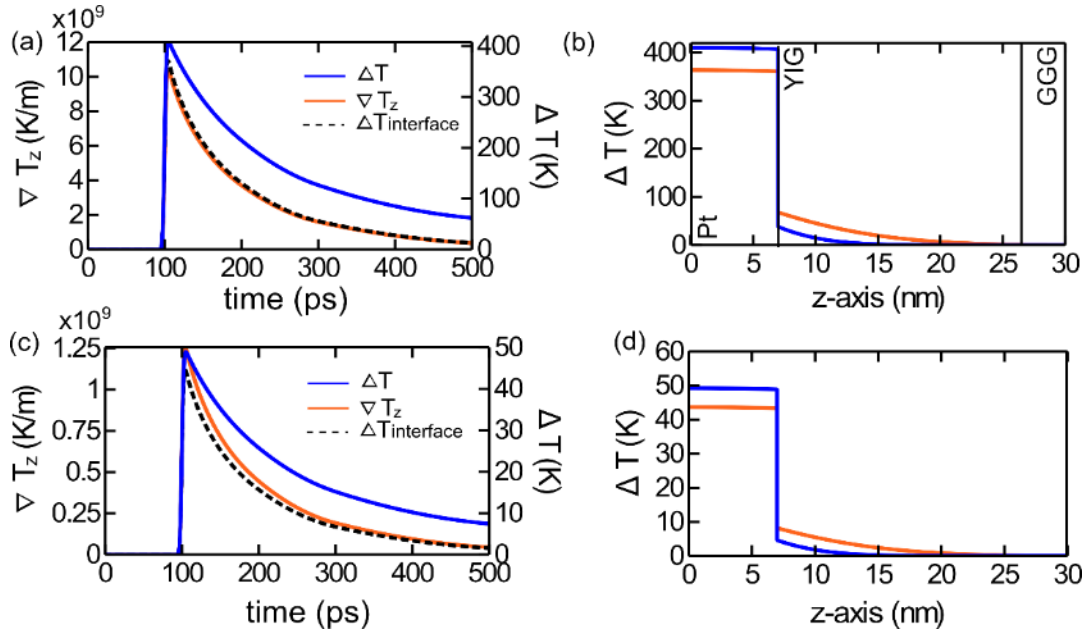 (a)
x10⁹
12
10
8
6
4
2
0
∇ Tz (K/m)
0 100 200 300 400 500
time (ps)
400
300
200
100
0
Δ T (K)
ΔT
∇ Tz
ΔTinterface
(b)
400
300
200
100
0
Δ T (K)
Pt
YIG
GGG
0 5 10 15 20 25 30
z-axis (nm)
(c)
x10⁹
1.25
1
0.75
0.5
0.25
0
∇ Tz (K/m)
0 100 200 300 400 500
time (ps)
50
40
30
20
10
0
Δ T (K)
ΔT
∇ Tz
ΔTinterface
(d)
60
50
40
30
20
10
0
Δ T (K)
0 5 10 15 20 25 30
z-axis (nm)